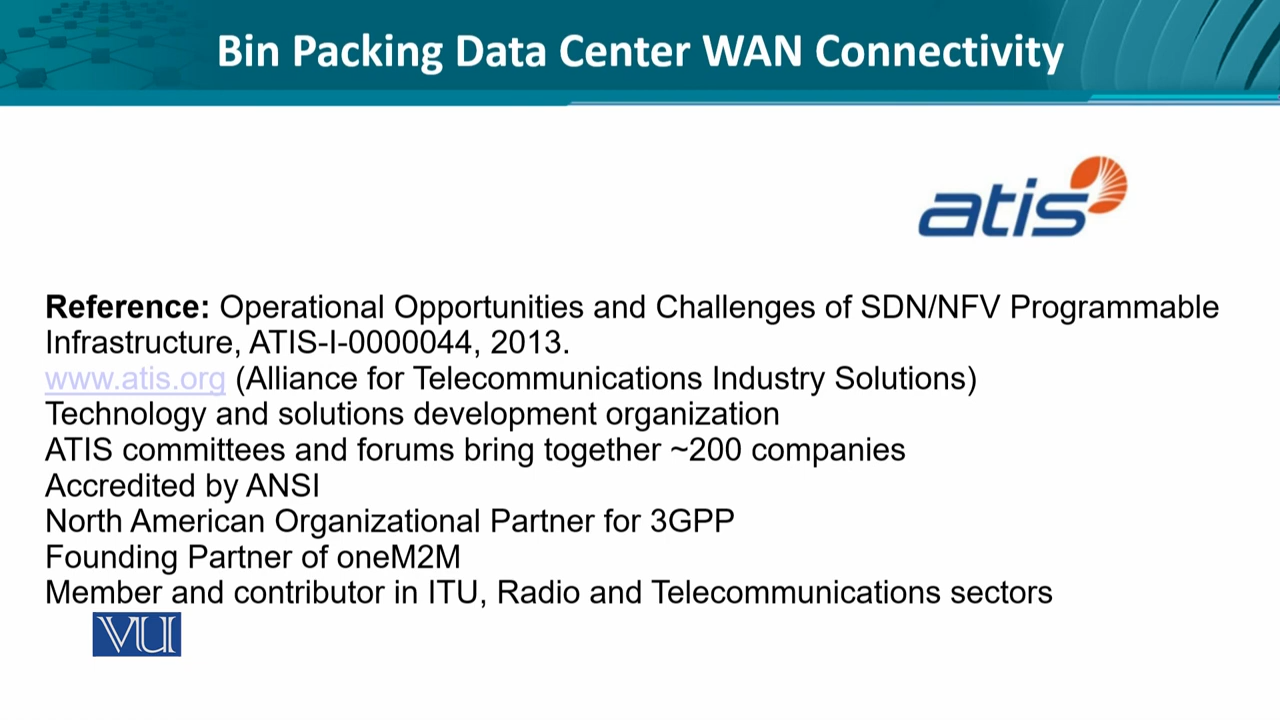 Bin Packing Data Center WAN Connectivity
atis
Reference: Operational Opportunities and Challenges of SDN/NFV Programmable
Infrastructure, ATIS-I-0000044, 2013.
www.atis.org (Alliance for Telecommunications Industry Solutions)
Technology and solutions development organization
ATIS committees and forums bring together ~200 companies
Accredited by ANSI
North American Organizational Partner for 3GPP
Founding Partner of oneM2M
Member and contributor in ITU, Radio and Telecommunications sectors
VU